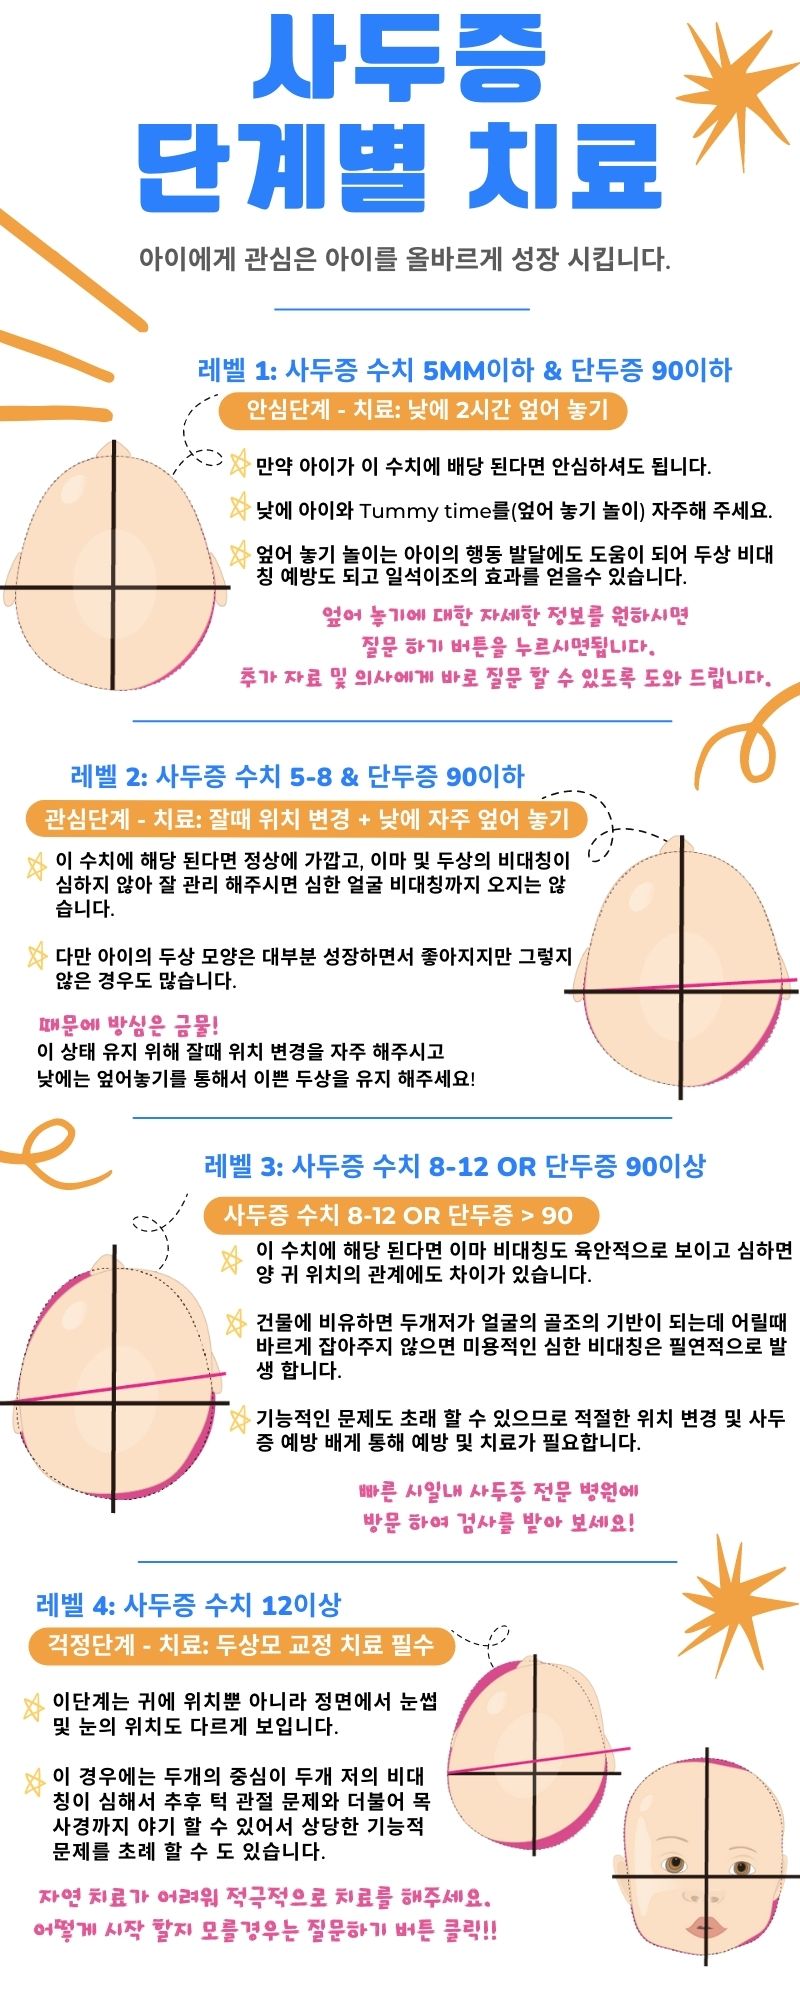 사두증
단계별 치료
아이에게 관심은 아이를 올바르게 성장 시킵니다.
레벨 1: 사두증 수치 5MM이하 & 단두증 90이하
안심단계 - 치료: 낮에 2시간 엎어 놓기
만약 아이가 이 수치에 배당 된다면 안심하셔도 됩니다.
낮에 아이와 Tummy time를(엎어 놓기 놀이) 자주해 주세요.
엎어 놓기 놀이는 아이의 행동 발달에도 도움이 되어 두상 비대
칭 예방도 되고 일석이조의 효과를 얻을수 있습니다.
엎어 놓기에 대한 자세한 정보를 원하시면
질문 하기 버튼을 누르시면됩니다.
추가 자료 및 의사에게 바로 질문 할 수 있도록 도와 드립니다.
레벨 2: 사두증 수치 5-8 & 단두증 90이하
관심단계 - 치료: 잘때 위치 변경 + 낮에 자주 엎어 놓기
이 수치에 해당 된다면 정상에 가깝고, 이마 및 두상의 비대칭이
심하지 않아 잘 관리 해주시면 심한 얼굴 비대칭까지 오지는 않
습니다.
다만 아이의 두상 모양은 대부분 성장하면서 좋아지지만 그렇지
않은 경우도 많습니다.
때문에 방심은 금물!
이 상태 유지 위해 잘때 위치 변경을 자주 해주시고
낮에는 엎어놓기를 통해서 이쁜 두상을 유지 해주세요!
레벨 3: 사두증 수치 8-12 OR 단두증 90이상
사두증 수치 8-12 OR 단두증 > 90
이 수치에 해당 된다면 이마 비대칭도 육안적으로 보이고 심하면
양 귀 위치의 관계에도 차이가 있습니다.
건물에 비유하면 두개저가 얼굴의 골조의 기반이 되는데 어릴때
바르게 잡아주지 않으면 미용적인 심한 비대칭은 필연적으로 발
생 합니다.
기능적인 문제도 초래 할 수 있으므로 적절한 위치 변경 및 사두
증 예방 배게 통해 예방 및 치료가 필요합니다.
빠른 시일내 사두증 전문 병원에
방문 하여 검사를 받아 보세요!
레벨 4: 사두증 수치 12이상
걱정단계 - 치료: 두상모 교정 치료 필수
이단계는 귀에 위치뿐 아니라 정면에서 눈썹
및 눈의 위치도 다르게 보입니다.
이 경우에는 두개의 중심이 두개 저의 비대
칭이 심해서 추후 턱 관절 문제와 더불어 목
사경까지 야기 할 수 있어서 상당한 기능적
문제를 초례 할 수 도 있습니다.
자연 치료가 어려워 적극적으로 치료를 해주세요.
어떻게 시작 할지 모를경우는 질문하기 버튼 클릭!!